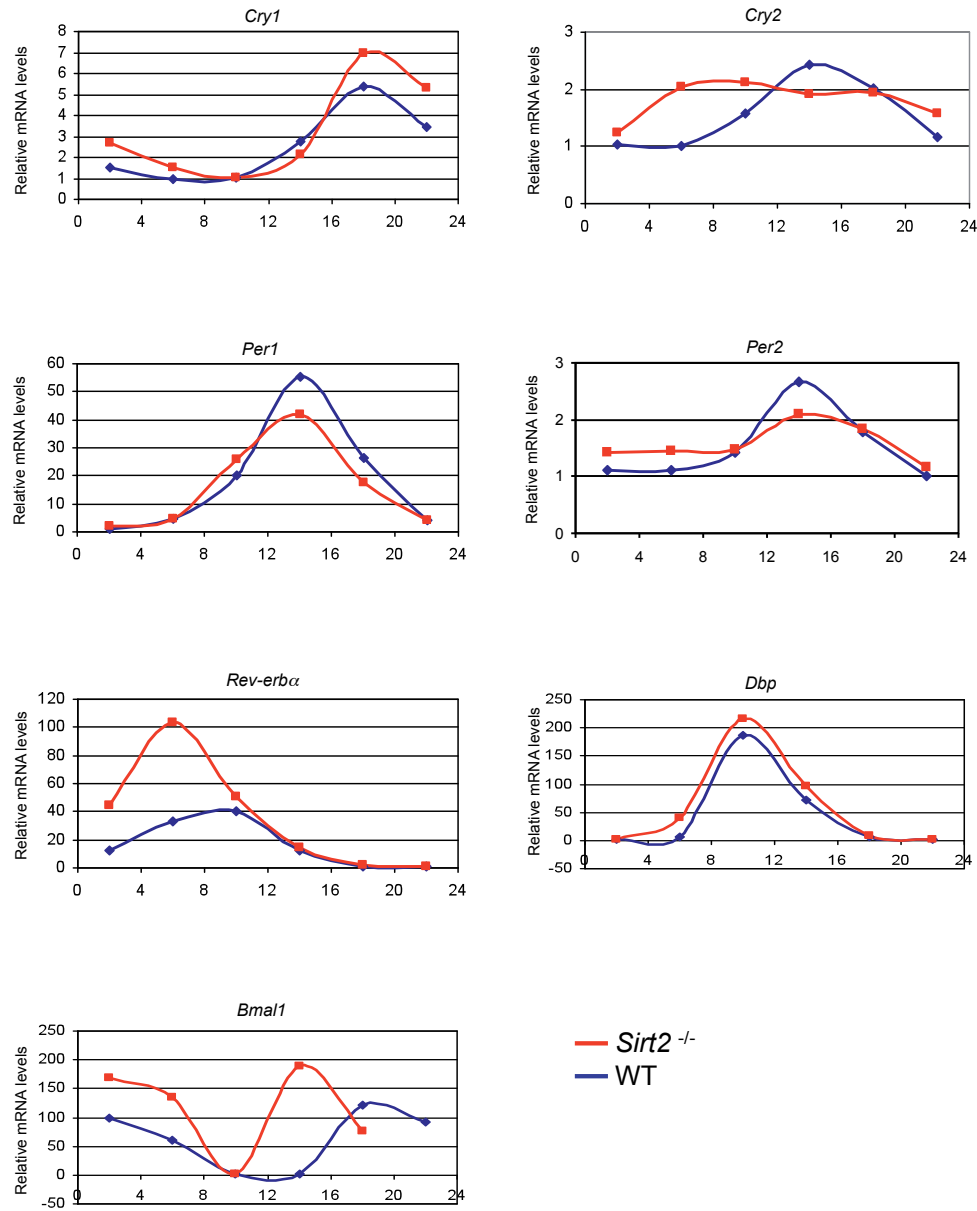 Cry1
Relative mRNA levels
8
7
6
5
4
3
2
1
0
0 4 8 12 16 20 24
Cry2
Relative mRNA levels
3
2
1
0
0 4 8 12 16 20 24
Per1
Relative mRNA levels
60
50
40
30
20
10
0
0 4 8 12 16 20 24
Per2
Relative mRNA levels
3
2
1
0
0 4 8 12 16 20 24
Rev-erbα
Relative mRNA levels
120
100
80
60
40
20
0
0 4 8 12 16 20 24
Dbp
Relative mRNA levels
250
200
150
100
50
0
-50
0 4 8 12 16 20 24
Bmal1
Relative mRNA levels
250
200
150
100
50
0
-50
0 4 8 12 16 20 24
Sirt2 -/-
WT